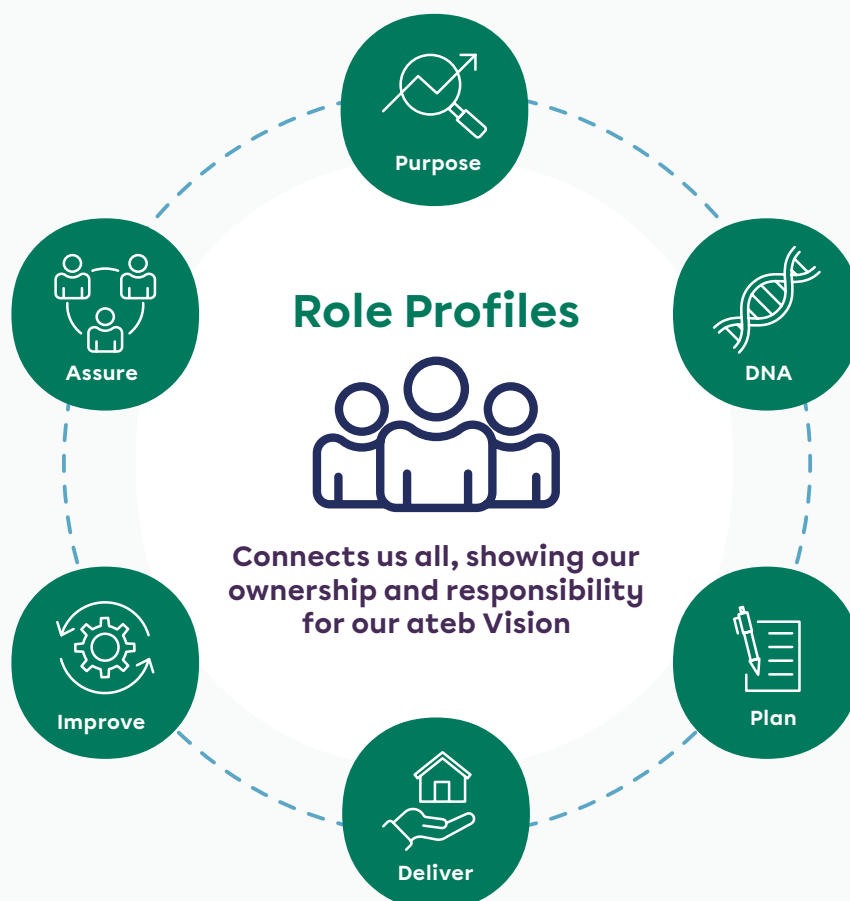 Purpose
DNA
Plan
Deliver
Improve
Assure
Role Profiles
Connects us all, showing our
ownership and responsibility
for our ateb Vision